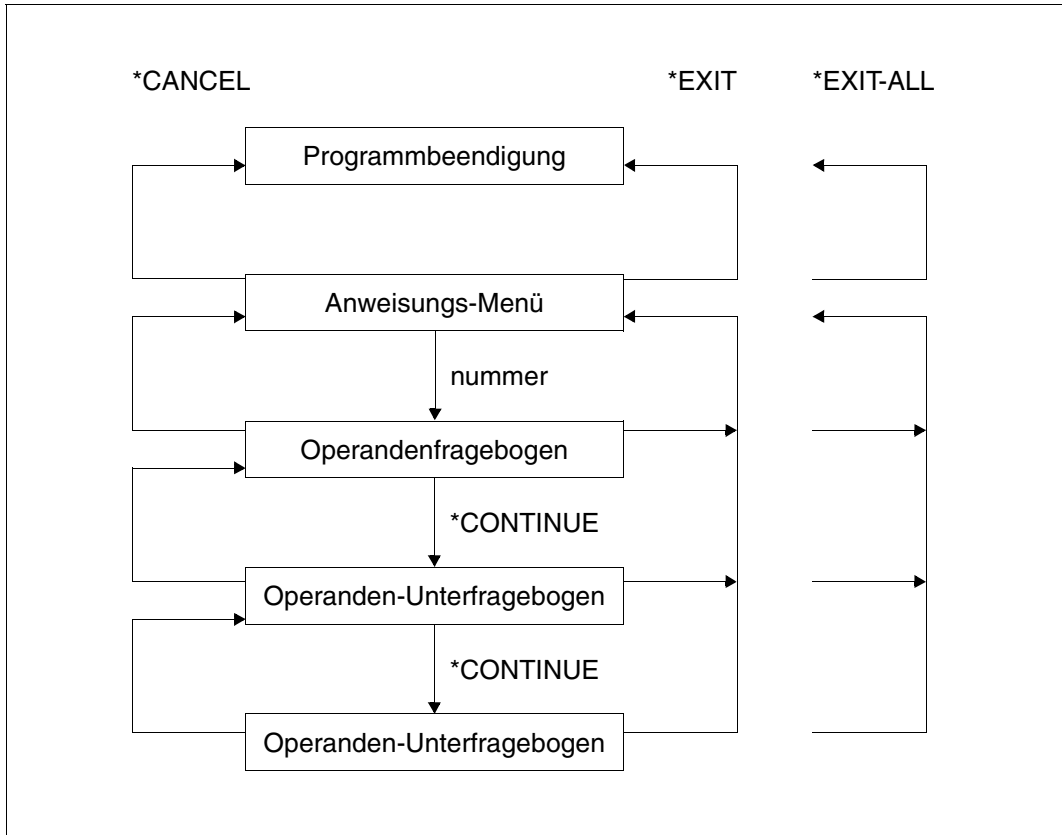 *CANCEL *EXIT *EXIT-ALL
Programmbeendigung
Anweisungs-Menü
nummer
Operandenfragebogen
*CONTINUE
Operanden-Unterfragebogen
*CONTINUE
Operanden-Unterfragebogen